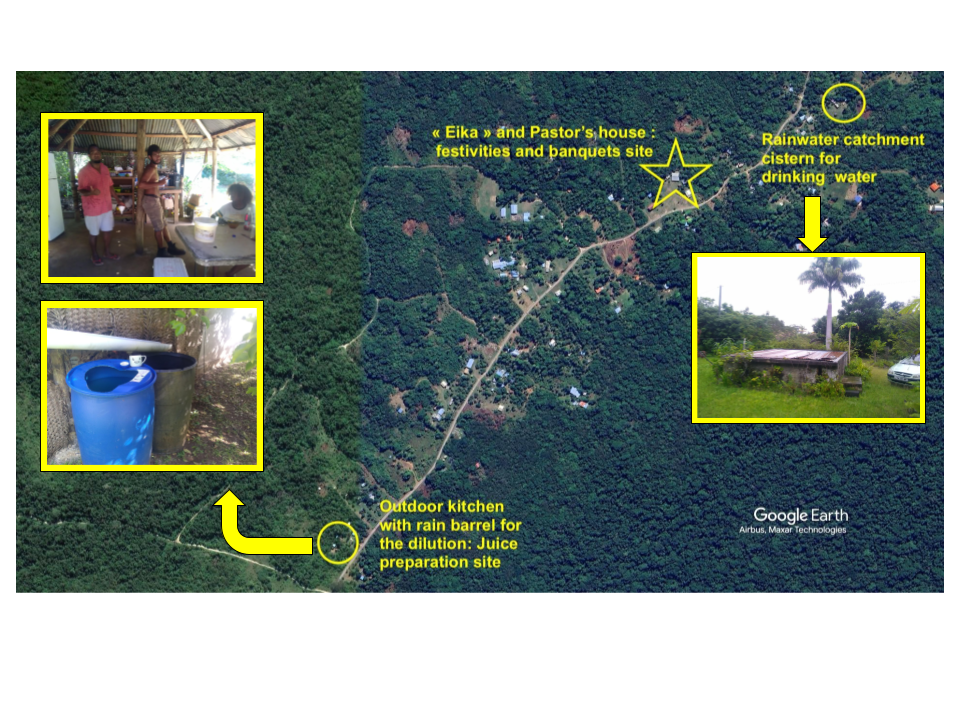 « Eika » and Pastor's house :
festivities and banquets site
Rainwater catchment
cistern for
drinking water
Outdoor kitchen
with rain barrel for
the dilution: Juice
preparation site
Google Earth
Airbus, Maxar Technologies